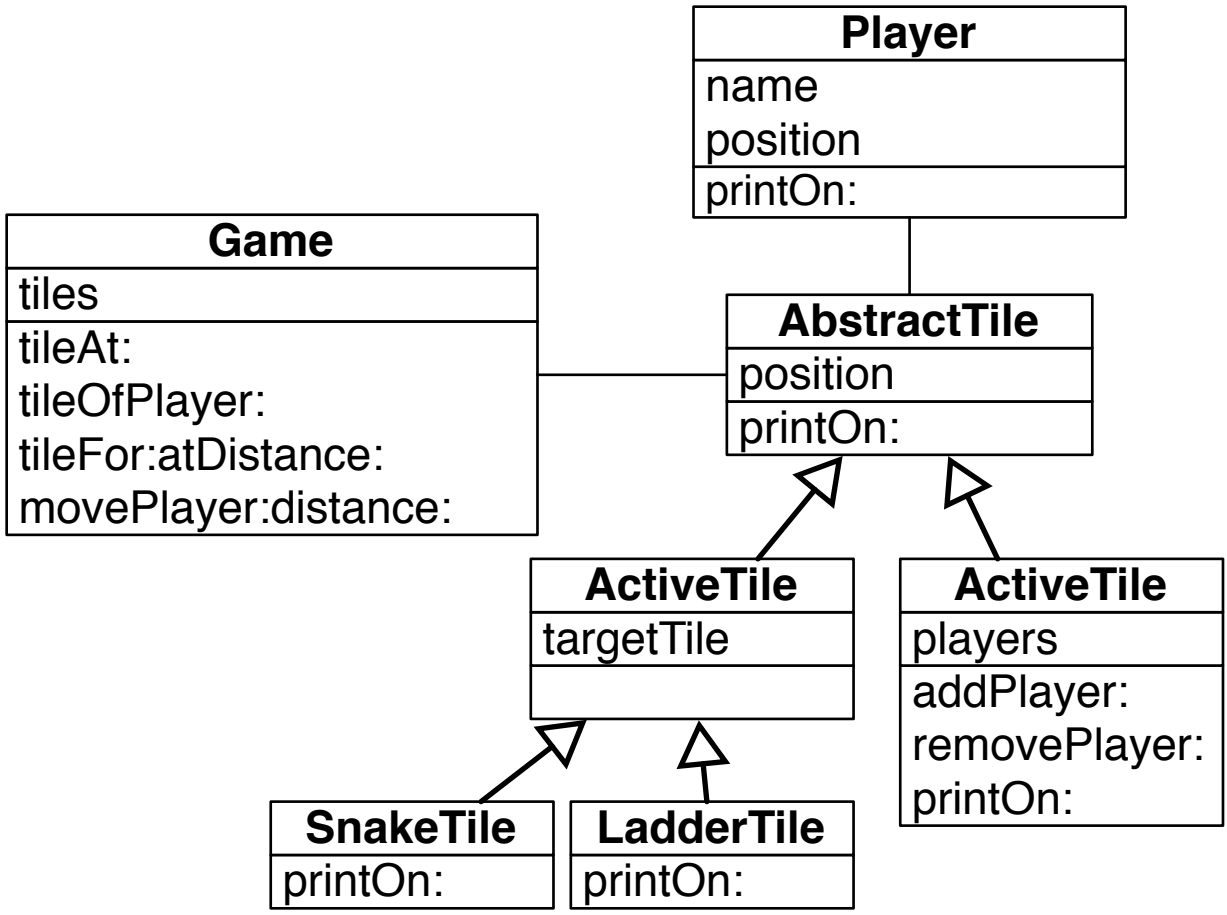 Player
name
position
printOn:
Game
tiles
tileAt:
tileOfPlayer:
tileFor:atDistance:
movePlayer:distance:
AbstractTile
position
printOn:
ActiveTile
targetTile
ActiveTile
players
addPlayer:
removePlayer:
printOn:
SnakeTile
printOn:
LadderTile
printOn: